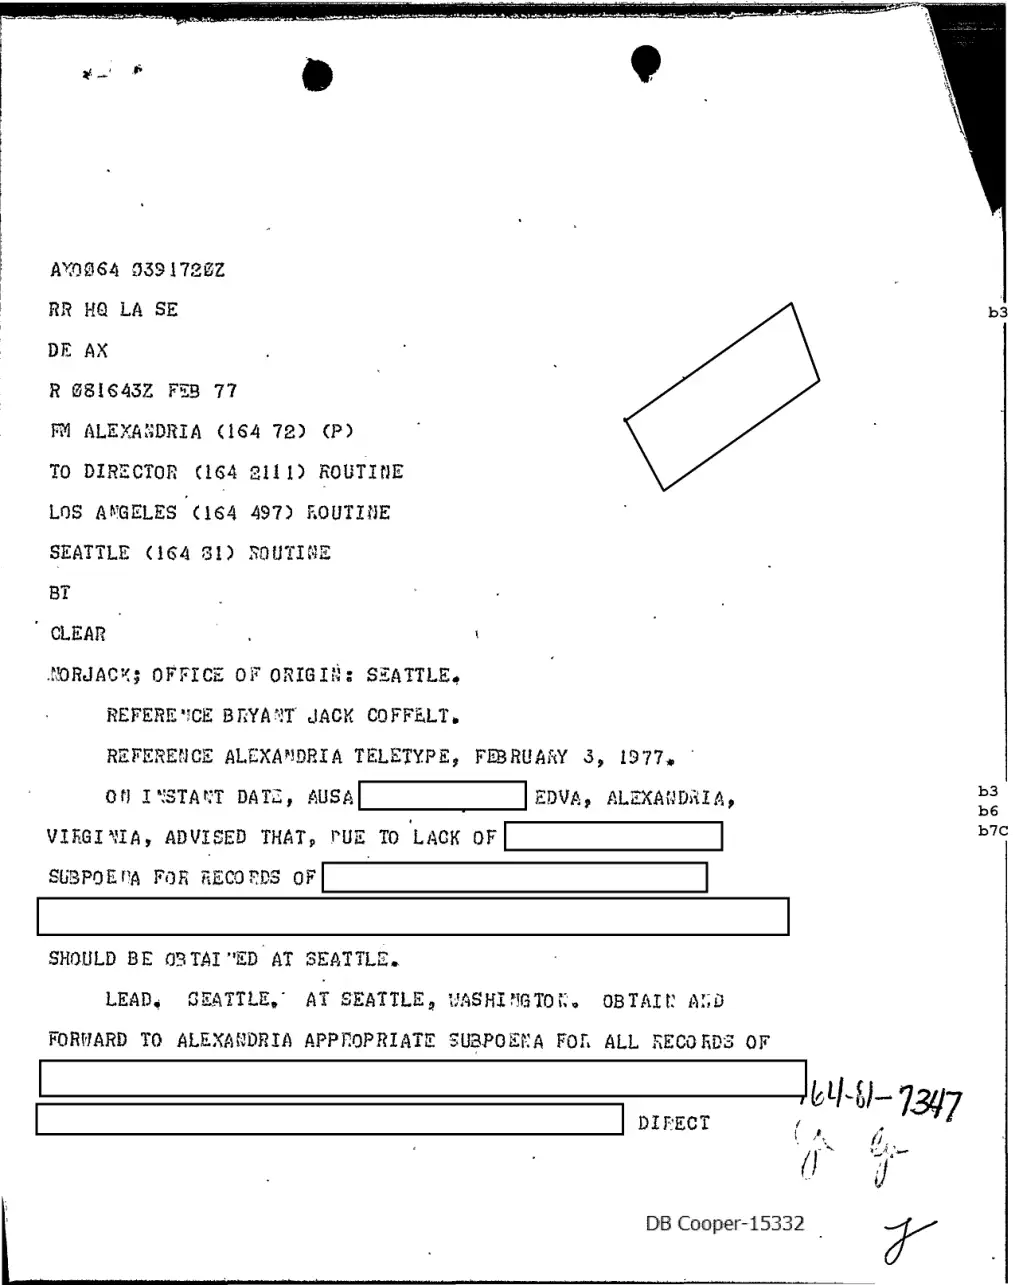 AY0064 0391720Z
RR HQ LA SE
DE AX
R 081643Z FEB 77
FM ALEXANDRIA (164 72) (P)
TO DIRECTOR (164 2111) ROUTINE
LOS ANGELES (164 497) ROUTINE
SEATTLE (164 81) ROUTINE
BT
CLEAR
NORJACK; OFFICE OF ORIGIN: SEATTLE.
REFERENCE BRYANT JACK COFFELT.
REFERENCE ALEXANDRIA TELETYPE, FEBRUARY 3, 1977.
ON INSTANT DATE, AUSA EDVA, ALEXANDRIA,
VIRGINIA, ADVISED THAT, DUE TO LACK OF
SUBPOENA FOR RECORDS OF
SHOULD BE OBTAINED AT SEATTLE.
LEAD. SEATTLE. AT SEATTLE, WASHINGTON. OBTAIN AND
FORWARD TO ALEXANDRIA APPROPRIATE SUBPOENA FOR ALL RECORDS OF
DIRECT
164-81-7347
b3
b3
b6
b7C
DB Cooper-15332